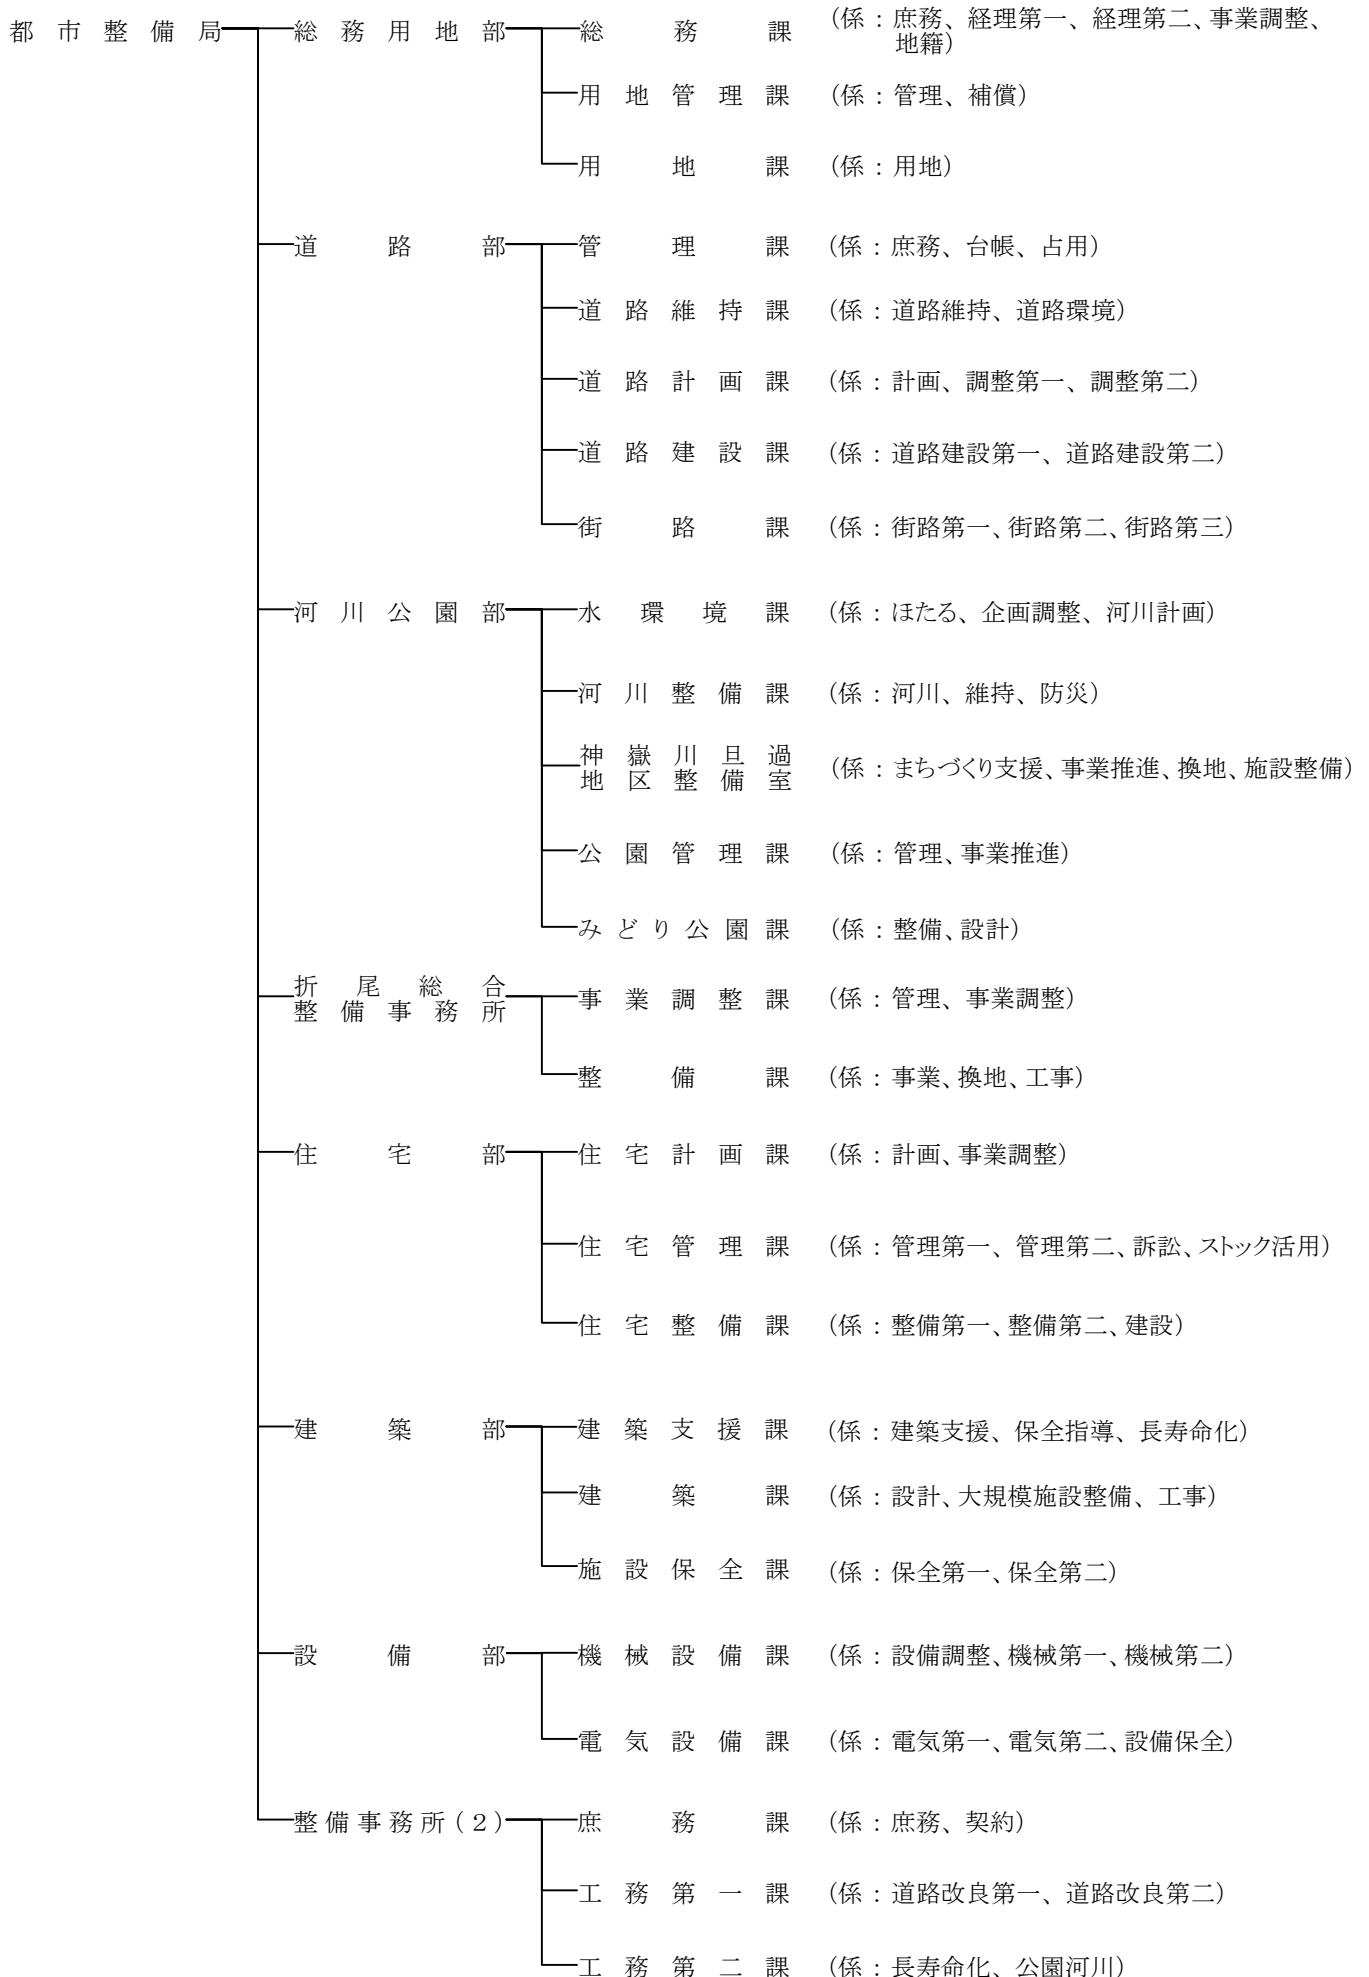 都市整備局 総務用地部 総務課 (係：庶務、経理第一、経理第二、事業調整、
地籍)
用地管理課 (係：管理、補償)
用地課 (係：用地)
道路部 管理課 (係：庶務、台帳、占用)
道路維持課 (係：道路維持、道路環境)
道路計画課 (係：計画、調整第一、調整第二)
道路建設課 (係：道路建設第一、道路建設第二)
街路課 (係：街路第一、街路第二、街路第三)
河川公園部 水環境課 (係：ほたる、企画調整、河川計画)
河川整備課 (係：河川、維持、防災)
神嶽川旦過
地区整備室 (係：まちづくり支援、事業推進、換地、施設整備)
公園管理課 (係：管理、事業推進)
みどり公園課 (係：整備、設計)
折尾総合
整備事務所 事業調整課 (係：管理、事業調整)
整備課 (係：事業、換地、工事)
住宅部 住宅計画課 (係：計画、事業調整)
住宅管理課 (係：管理第一、管理第二、訴訟、ストック活用)
住宅整備課 (係：整備第一、整備第二、建設)
建築部 建築支援課 (係：建築支援、保全指導、長寿命化)
建築課 (係：設計、大規模施設整備、工事)
施設保全課 (係：保全第一、保全第二)
設備部 機械設備課 (係：設備調整、機械第一、機械第二)
電気設備課 (係：電気第一、電気第二、設備保全)
整備事務所(２) 庶務課 (係：庶務、契約)
工務第一課 (係：道路改良第一、道路改良第二)
工務第二課 (係：長寿命化、公園河川)